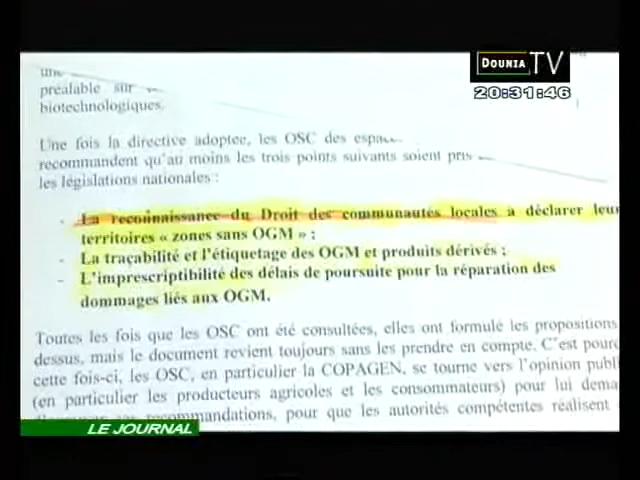 DOUNIA TV
20:31:46
préalable sur
biotechnologiques.
Une fois la directive adoptée, les OSC des
recommandent qu'au moins les trois points suivants soient pris
les législations nationales :
- La reconnaissance du Droit des communautés locales à déclarer leur
territoires « zones sans OGM » ;
- La traçabilité et l'étiquetage des OGM et produits dérivés ;
- L'imprescriptibilité des délais de poursuite pour la réparation des
dommages liés aux OGM.
Toutes les fois que les OSC ont été consultées, elles ont formulé les propositions
dessus, mais le document revient toujours sans les prendre en compte. C'est pour
cette fois-ci, les OSC, en particulier la COPAGEN, se tourne vers l'opinion publi
(en particulier les producteurs agricoles et les consommateurs) pour lui dema
recommandations, pour que les autorités compétentes réalisent
LE JOURNAL